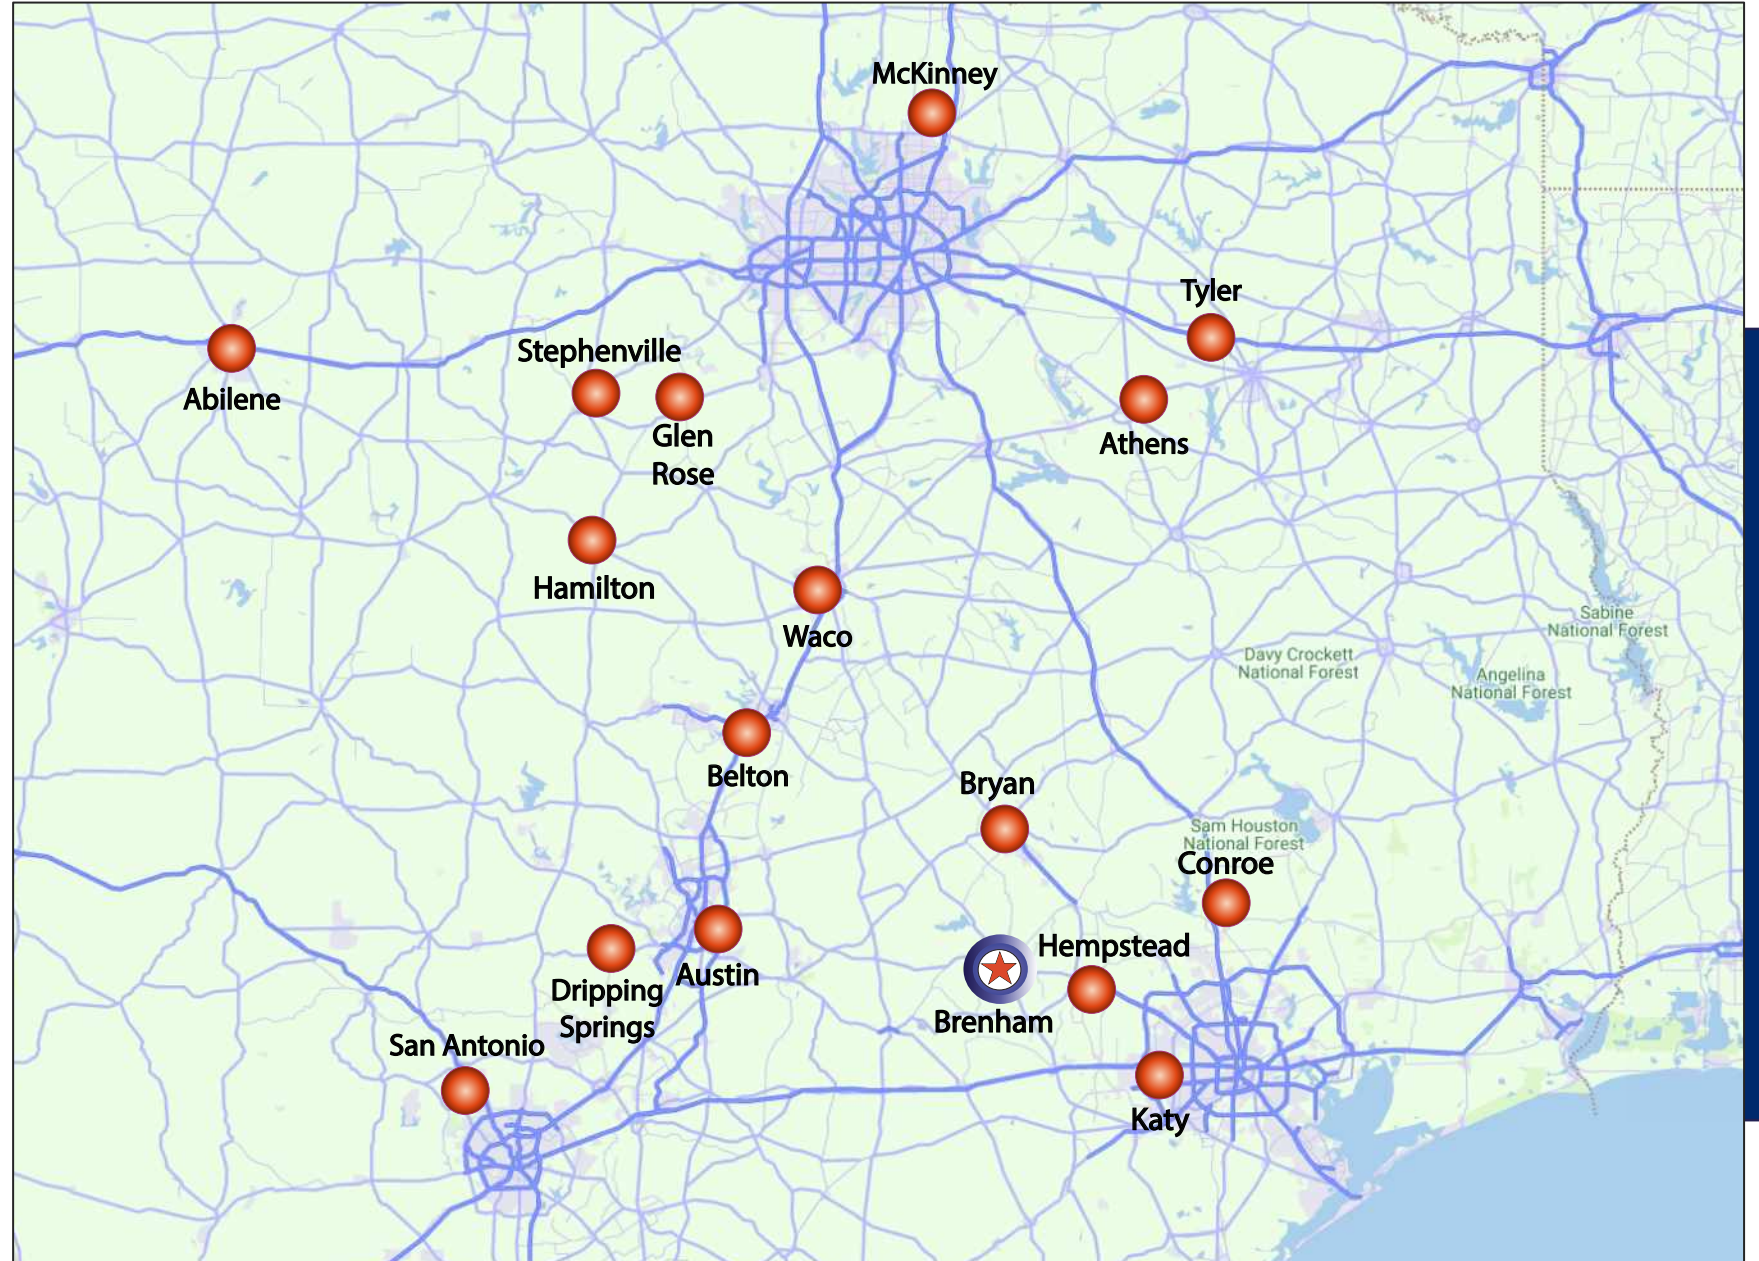 McKinney
Tyler
Stephenville
Abilene
Glen
Rose
Athens
Hamilton
Waco
Sabine
National Forest
Davy Crockett
National Forest
Angelina
National Forest
Belton
Bryan
Sam Houston
National Forest
Conroe
Hempstead
Austin
Dripping
Springs
Brenham
San Antonio
Katy